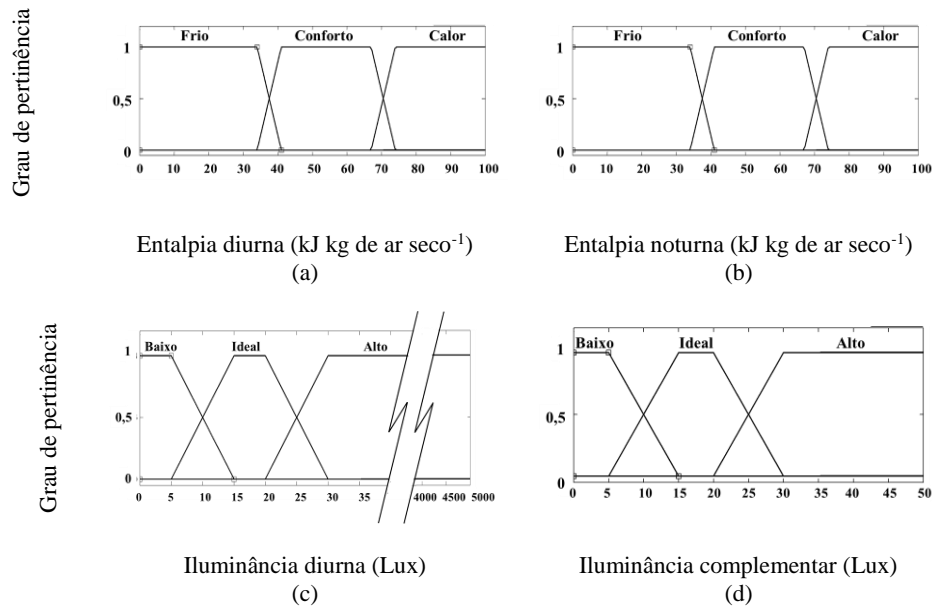 Frio Conforto Calor
Grau de pertinência
1
0,5
0
0 10 20 30 40 50 60 70 80 90 100
Entalpia diurna (kJ kg de ar seco-1)
(a)
Frio Conforto Calor
1
0,5
0
0 10 20 30 40 50 60 70 80 90 100
Entalpia noturna (kJ kg de ar seco-1)
(b)
Baixo Ideal Alto
Grau de pertinência
1
0,5
0
0 5 10 15 20 25 30 35 4000 4500 5000
Iluminância diurna (Lux)
(c)
Baixo Ideal Alto
1
0,5
0
0 5 10 15 20 25 30 35 40 45 50
Iluminância complementar (Lux)
(d)